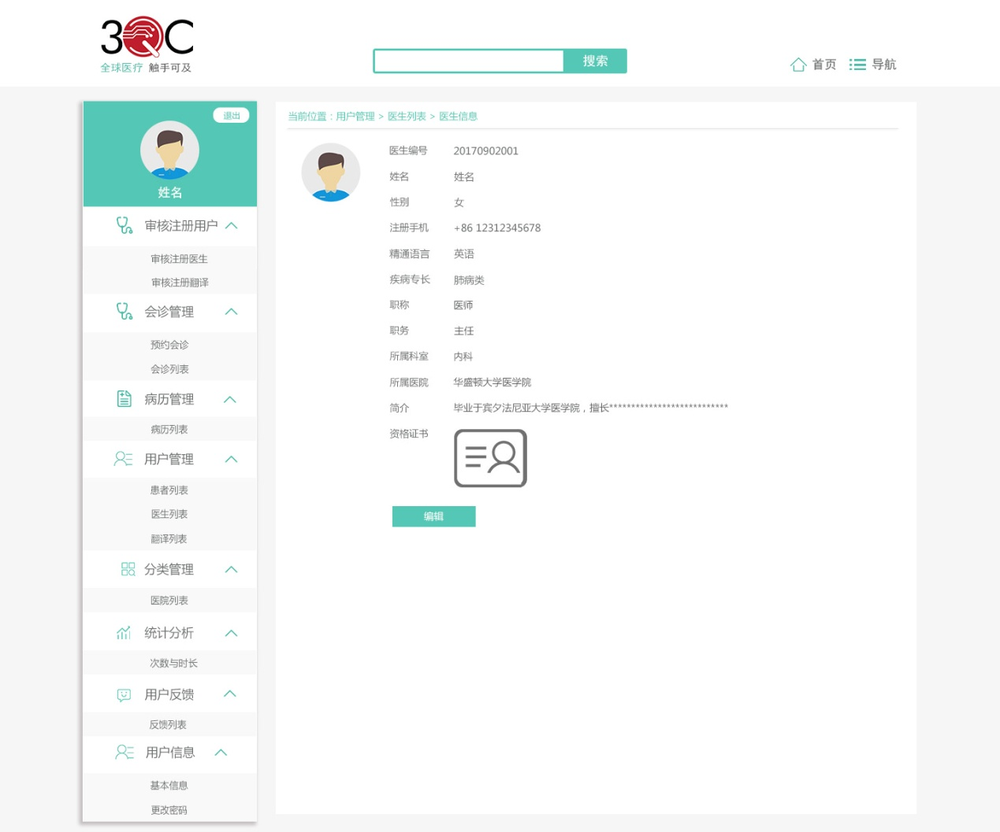 3QC
全球医疗 触手可及
搜索
首页
导航
退出
姓名
审核注册用户
审核注册医生
审核注册翻译
会诊管理
预约会诊
会诊列表
病历管理
病历列表
用户管理
患者列表
医生列表
翻译列表
分类管理
医院列表
统计分析
次数与时长
用户反馈
反馈列表
用户信息
基本信息
更改密码
当前位置：用户管理 > 医生列表 > 医生信息
医生编号 20170902001
姓名 姓名
性别 女
注册手机 +86 12312345678
精通语言 英语
疾病专长 肺病类
职称 医师
职务 主任
所属科室 内科
所属医院 华盛顿大学医学院
简介 毕业于宾夕法尼亚大学医学院，擅长***************************
资格证书
编辑